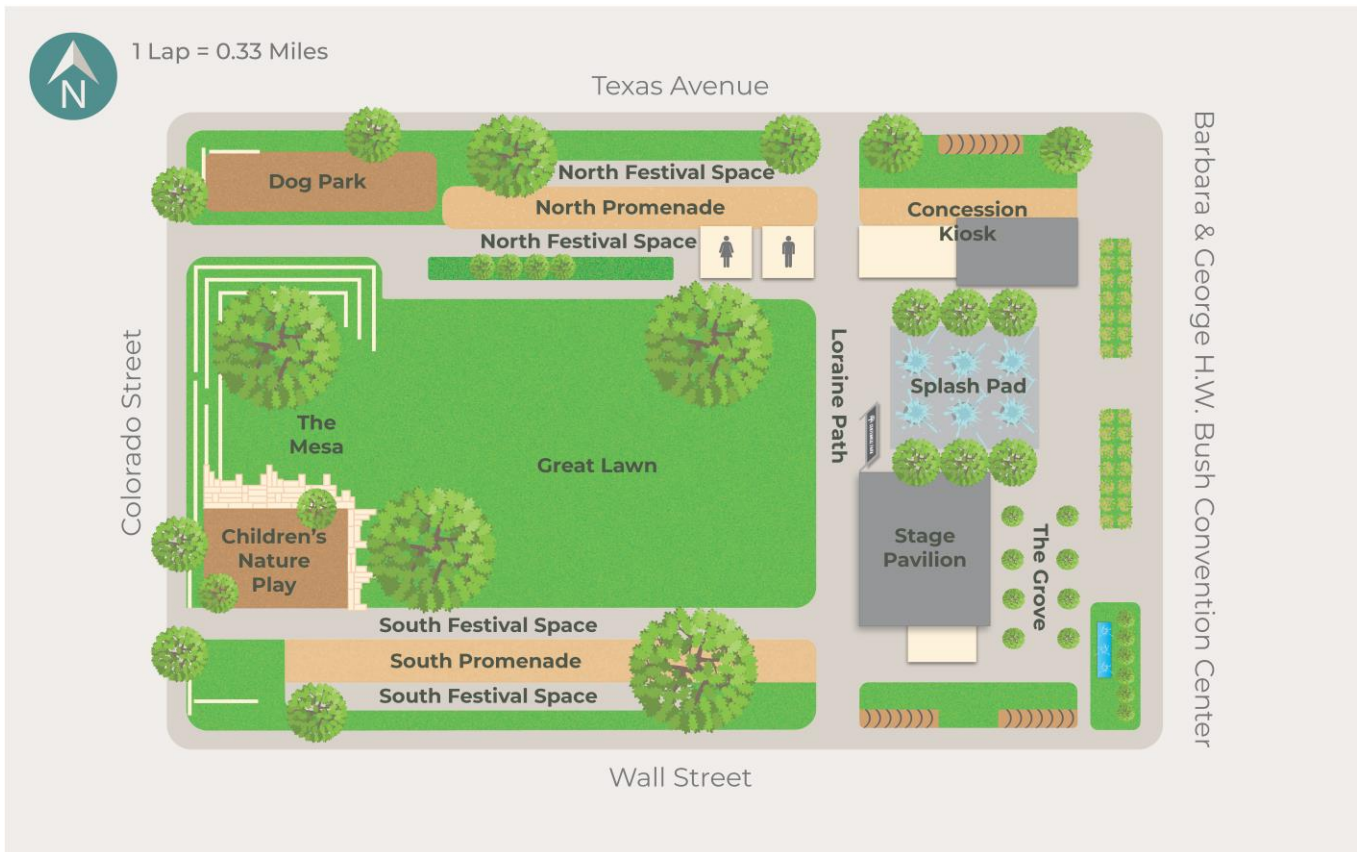 1 Lap = 0.33 Miles
N
Texas Avenue
Dog Park
North Festival Space
North Promenade
North Festival Space
Concession
Kiosk
Barbara & George H.W. Bush Convention Center
Colorado Street
The
Mesa
Great Lawn
Loraine Path
Splash Pad
Children's
Nature
Play
Stage
Pavilion
The Grove
South Festival Space
South Promenade
South Festival Space
Wall Street